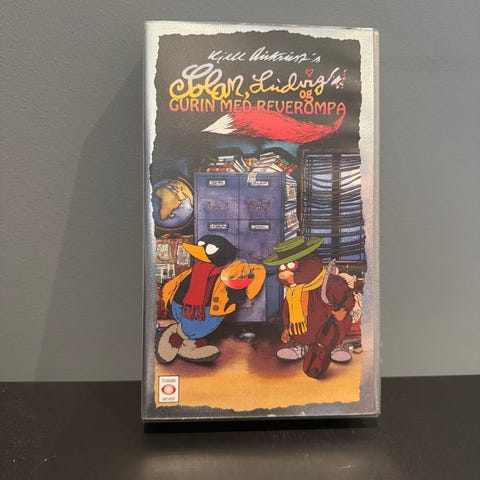 Kjell Aukrust's
Solan, Ludvig
og
GURIN MED REVEROMPA